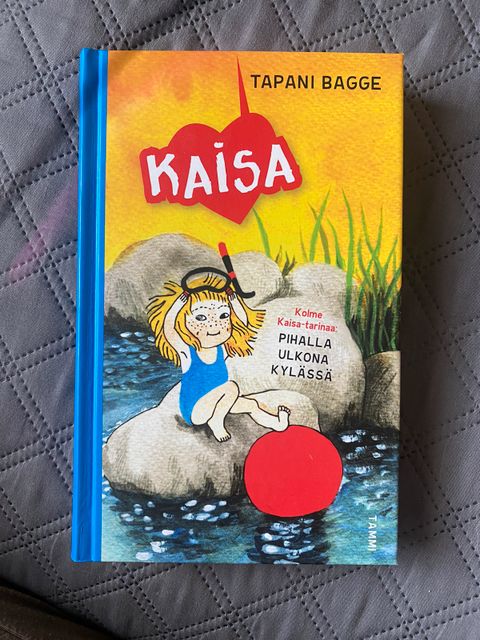 TAPANI BAGGE
KAISA
Kolme
Kaisa-tarinaa:
PIHALLA
ULKONA
KYLÄSSÄ
TAMMI